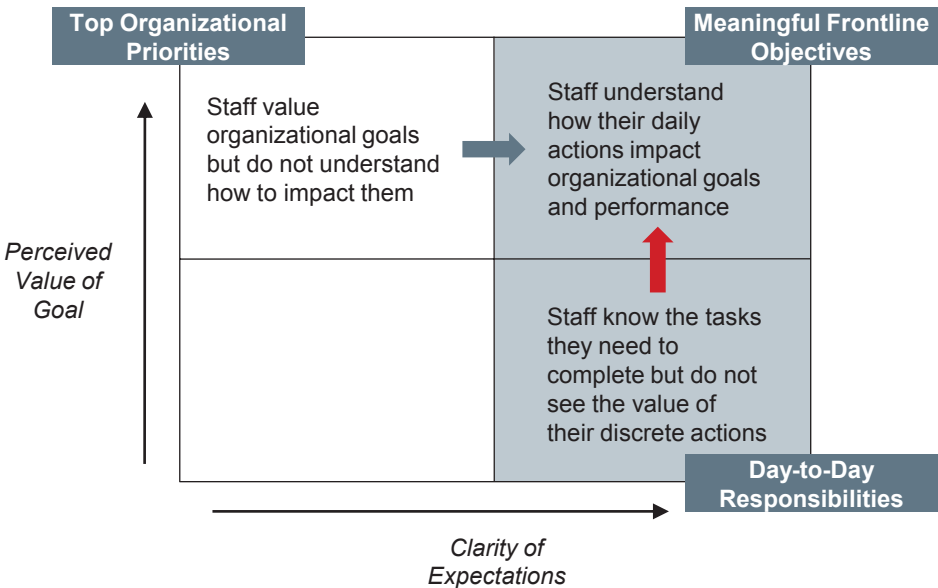 Top Organizational
Priorities
Meaningful Frontline
Objectives
Staff value
organizational goals
but do not understand
how to impact them
Staff understand
how their daily
actions impact
organizational goals
and performance
Perceived
Value of
Goal
Staff know the tasks
they need to
complete but do not
see the value of
their discrete actions
Day-to-Day
Responsibilities
Clarity of
Expectations